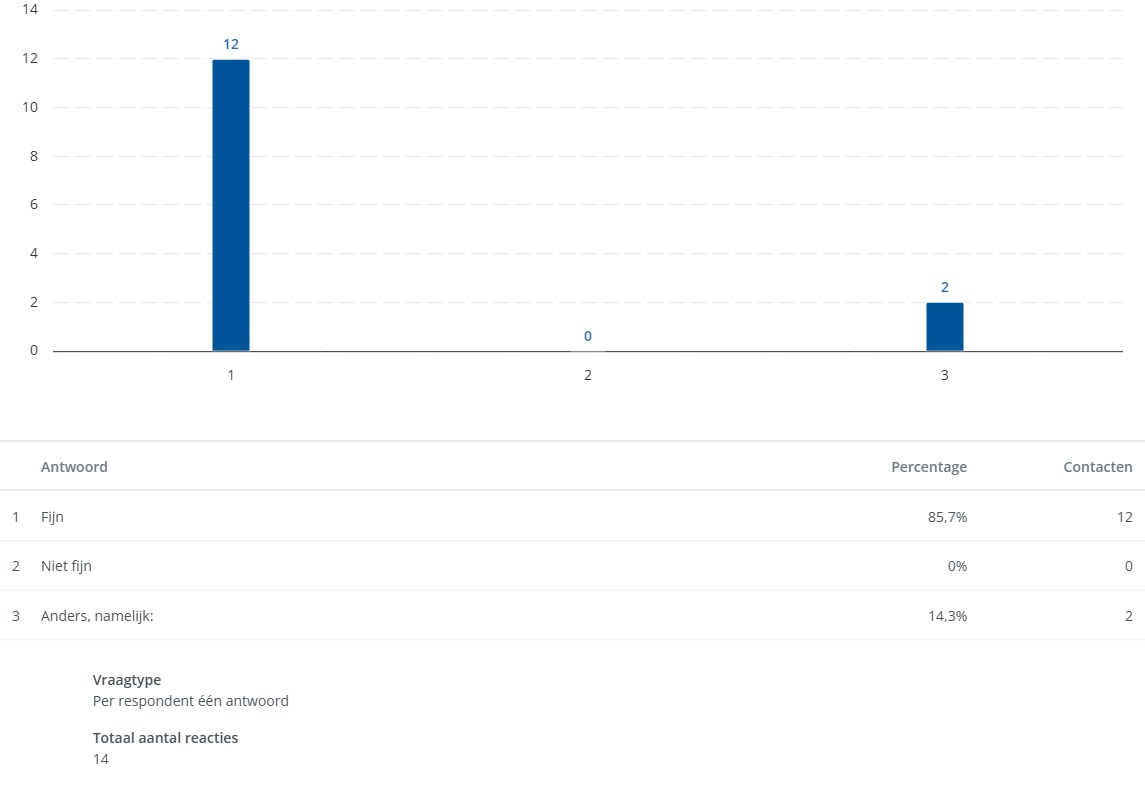 14
12
12
10
8
6
4
2
2
0
0
1 2 3
Antwoord Percentage Contacten
1 Fijn 85,7% 12
2 Niet fijn 0% 0
3 Anders, namelijk: 14,3% 2
Vraagtype
Per respondent één antwoord
Totaal aantal reacties
14